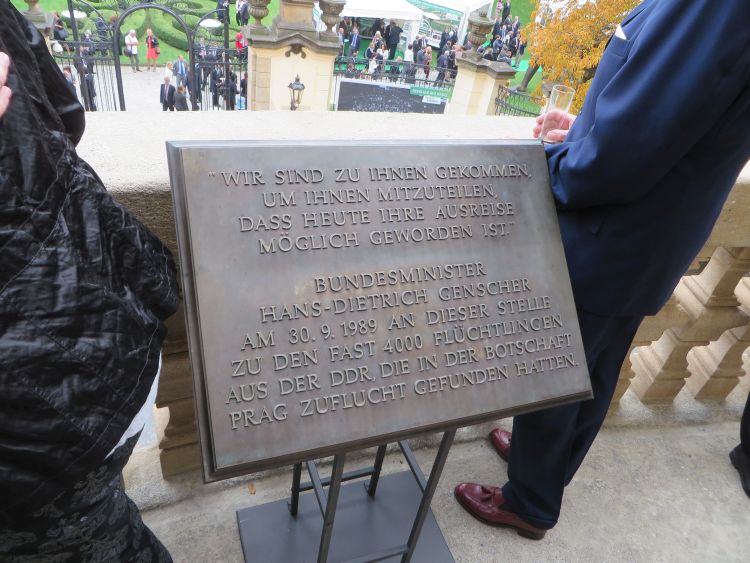 "WIR SIND ZU IHNEN GEKOMMEN,
UM IHNEN MITZUTEILEN,
DASS HEUTE IHRE AUSREISE
MÖGLICH GEWORDEN IST."
BUNDESMINISTER
HANS-DIETRICH GENSCHER
AM 30. 9. 1989 AN DIESER STELLE
ZU DEN FAST 4000 FLÜCHTLINGEN
AUS DER DDR, DIE IN DER BOTSCHAFT
PRAG ZUFLUCHT GEFUNDEN HATTEN.